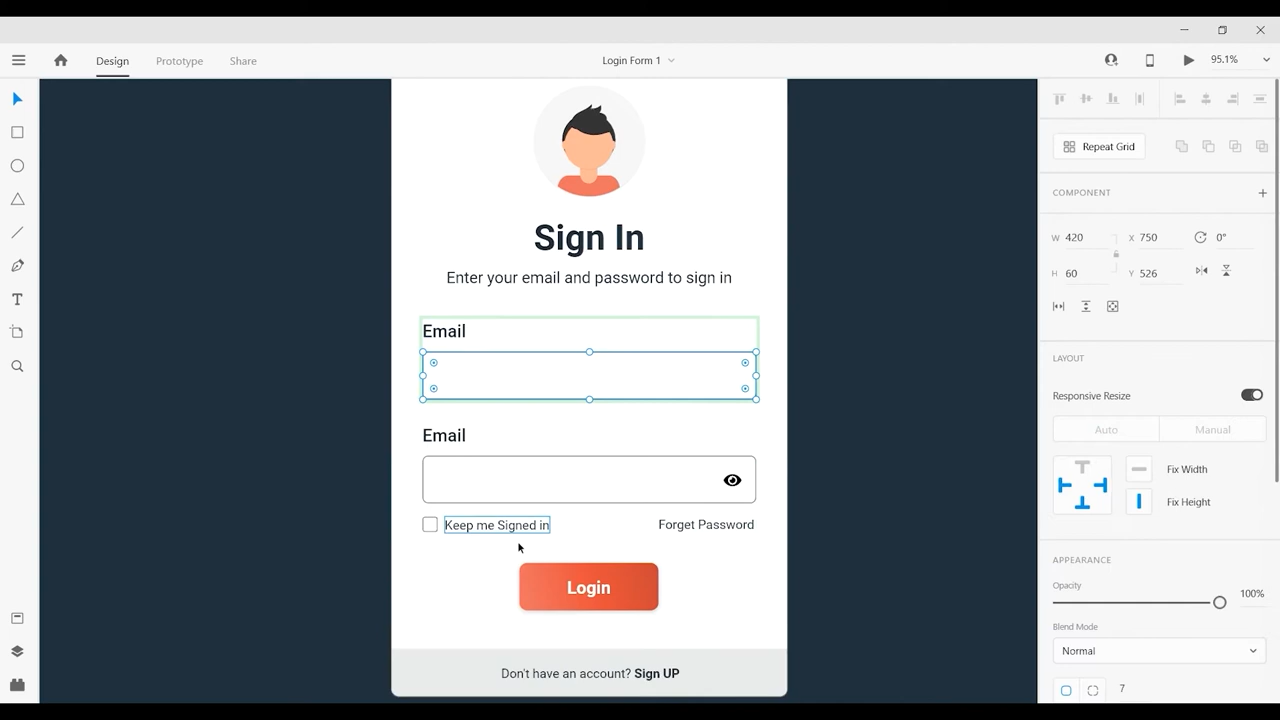 Design Prototype Share Login Form 1 95.1%
Repeat Grid
COMPONENT
W 420 X 750 0°
H 60 Y 526
LAYOUT
Responsive Resize
Auto Manual
Fix Width
Fix Height
APPEARANCE
Opacity
100%
Blend Mode
Normal
7
Sign In
Enter your email and password to sign in
Email
Email
Keep me Signed in Forget Password
Login
Don't have an account? Sign UP